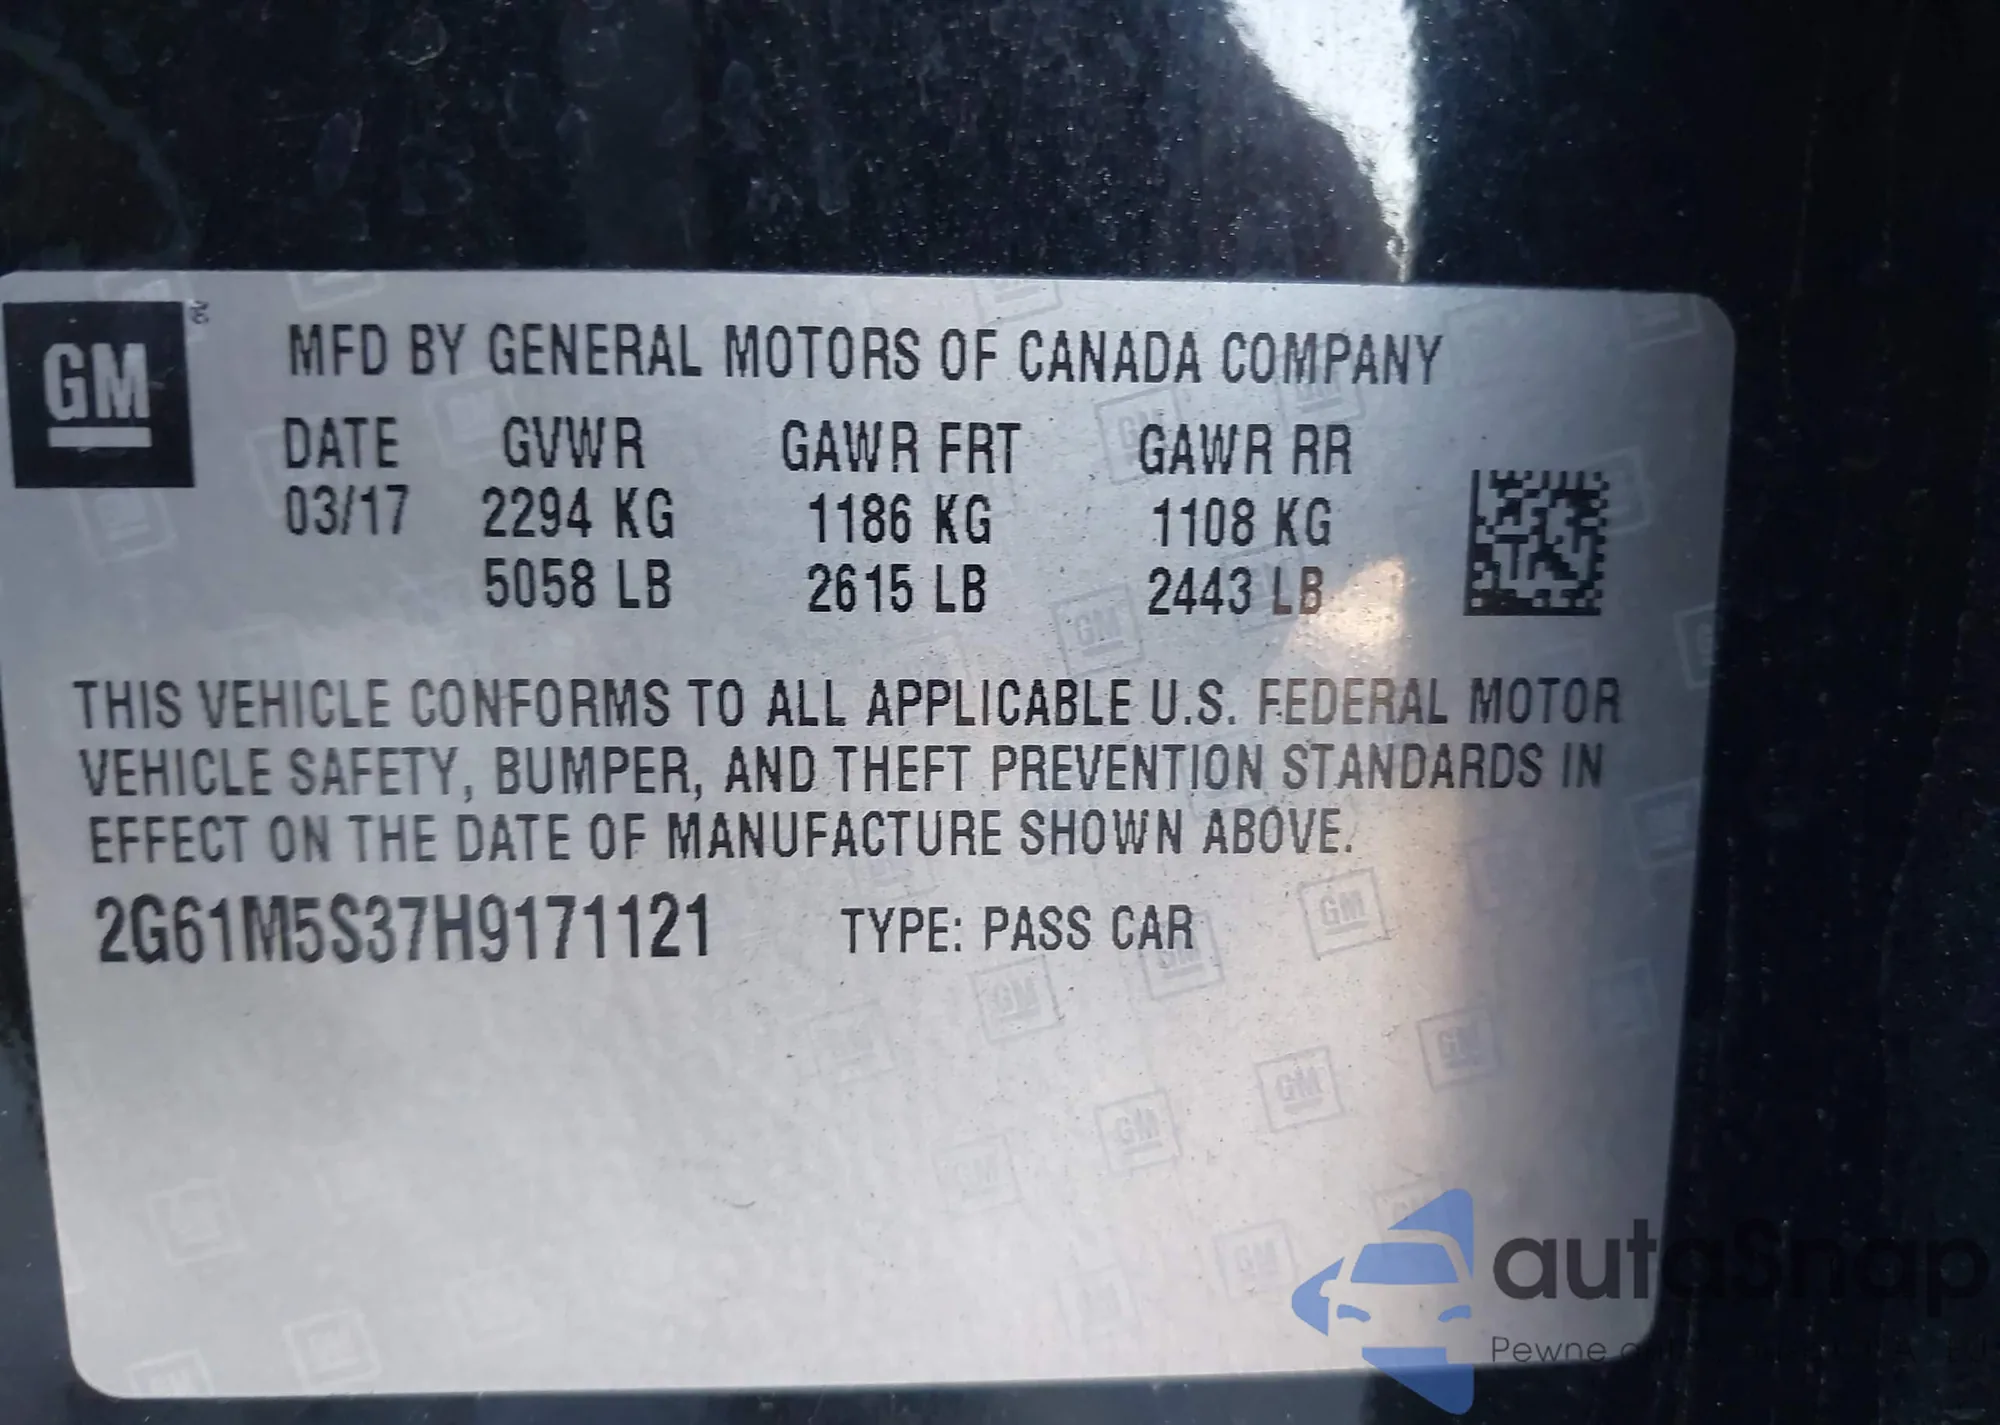 GM
MFD BY GENERAL MOTORS OF CANADA COMPANY
DATE GVWR GAWR FRT GAWR RR
03/17 2294 KG 1186 KG 1108 KG
5058 LB 2615 LB 2443 LB
THIS VEHICLE CONFORMS TO ALL APPLICABLE U.S. FEDERAL MOTOR
VEHICLE SAFETY, BUMPER, AND THEFT PREVENTION STANDARDS IN
EFFECT ON THE DATE OF MANUFACTURE SHOWN ABOVE.
2G61M5S37H9171121 TYPE: PASS CAR
autaSnap
Pewne